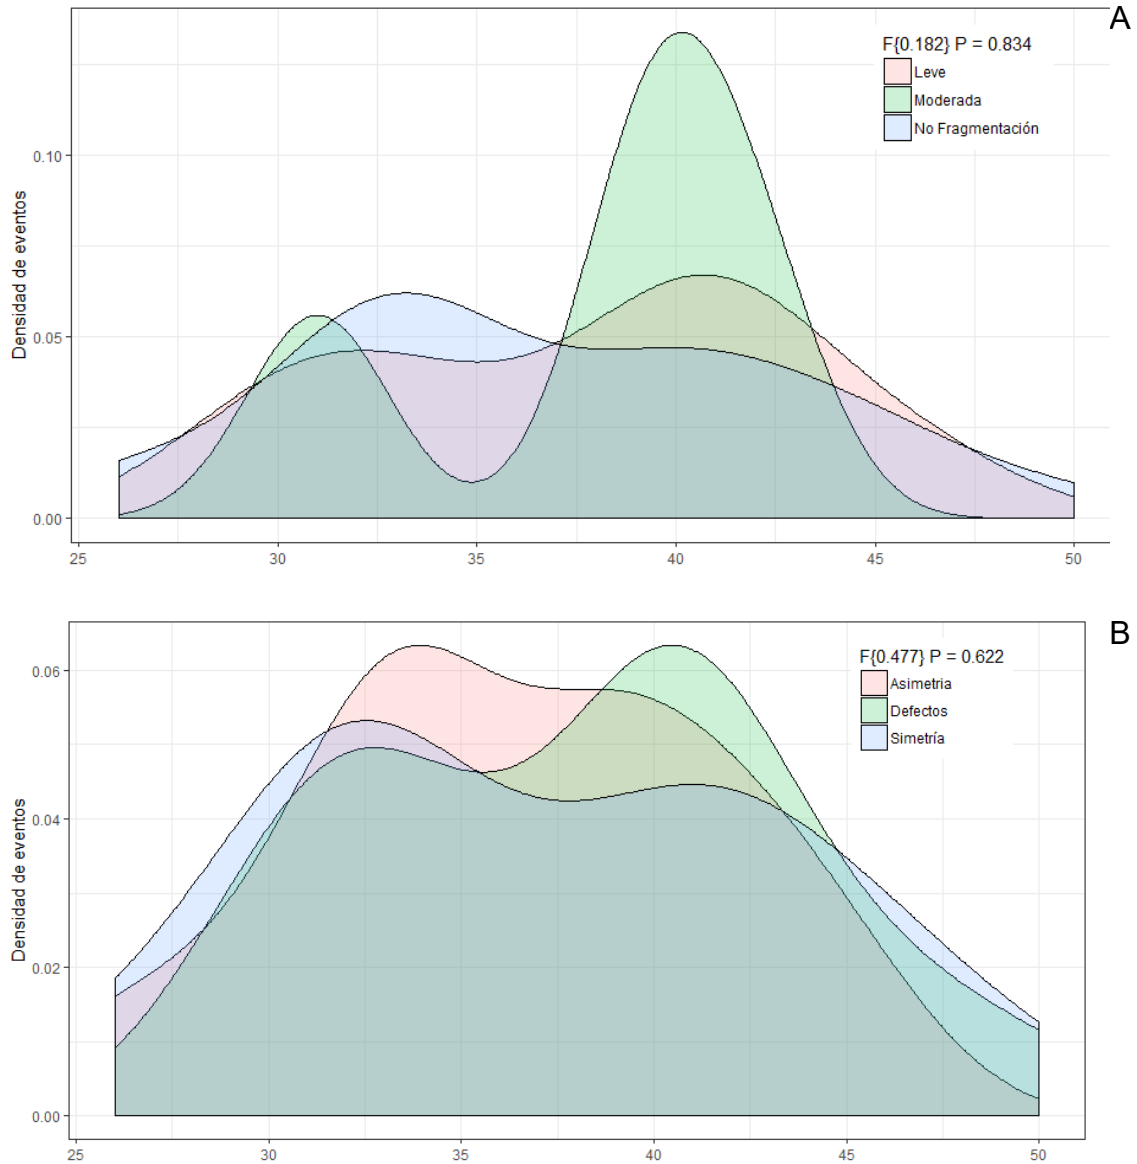 A
F{0.182} P = 0.834
Leve
Moderada
No Fragmentación
Densidad de eventos
0.10
0.05
0.00
25 30 35 40 45 50
B
F{0.477} P = 0.622
Asimetria
Defectos
Simetría
Densidad de eventos
0.06
0.04
0.02
0.00
25 30 35 40 45 50